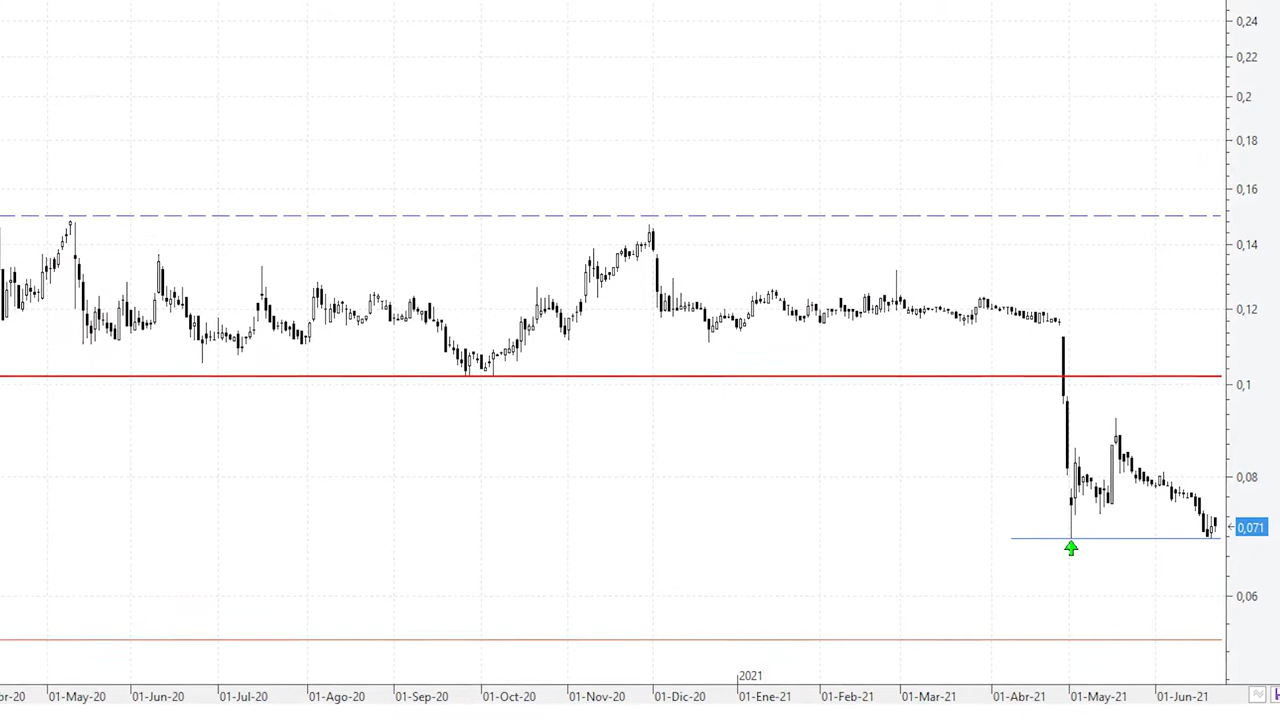 0,24
0,22
0,2
0,18
0,16
0,14
0,12
0,1
0,08
0,071
0,06
2021
br-20
01-May-20
01-Jun-20
01-Jul-20
01-Ago-20
01-Sep-20
01-Oct-20
01-Nov-20
01-Dic-20
01-Ene-21
01-Feb-21
01-Mar-21
01-Abr-21
01-May-21
01-Jun-21